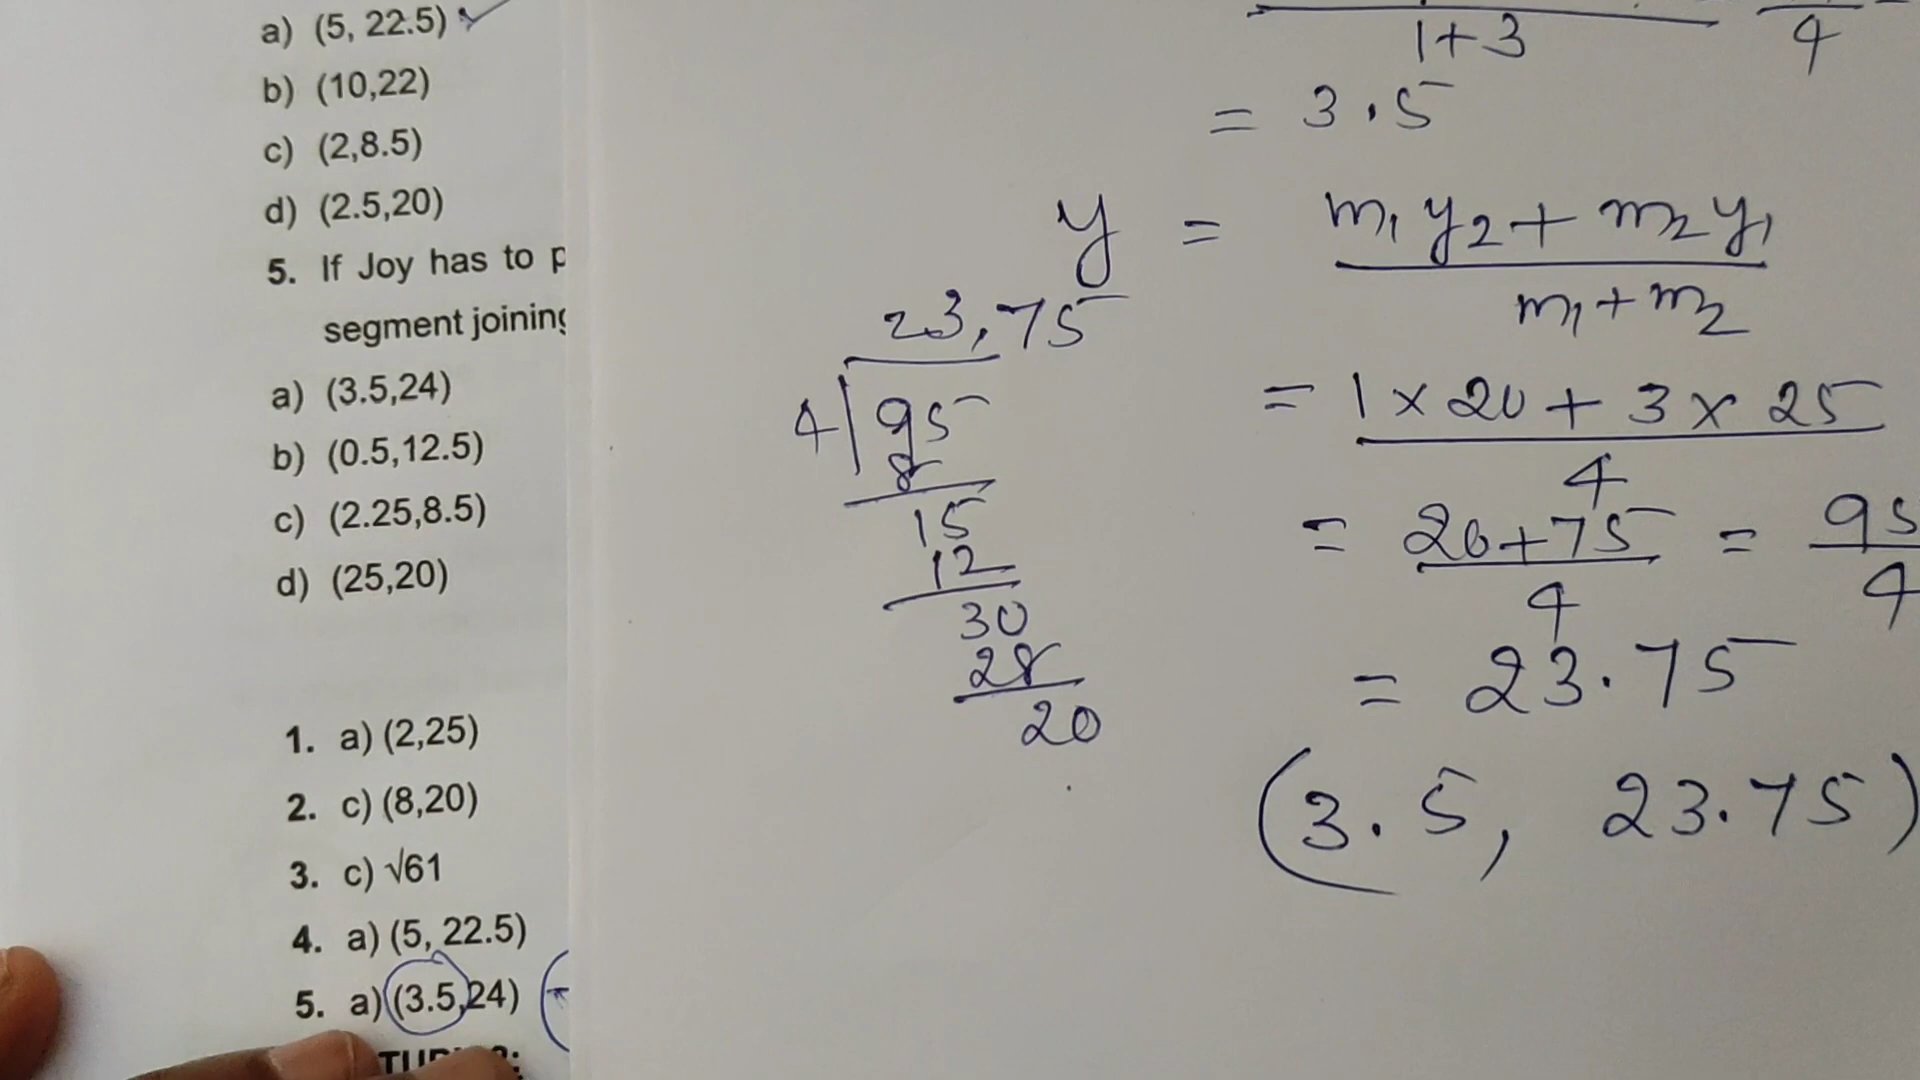 a) (5, 22.5)
b) (10,22)
c) (2,8.5)
d) (2.5,20)
5. If Joy has to p
segment joining
a) (3.5,24)
b) (0.5,12.5)
c) (2.25,8.5)
d) (25,20)
1. a) (2,25)
2. c) (8,20)
3. c) √61
4. a) (5, 22.5)
5. a) (3.5,24)
1+3
4
= 3.5
y = m₁y₂ + m₂y₁
m₁ + m₂
= 1 × 20 + 3 × 25
4
= 20+75 = 95
4 4
= 23.75
(3.5, 23.75)
23.75
4 95
8
15
12
30
28
20